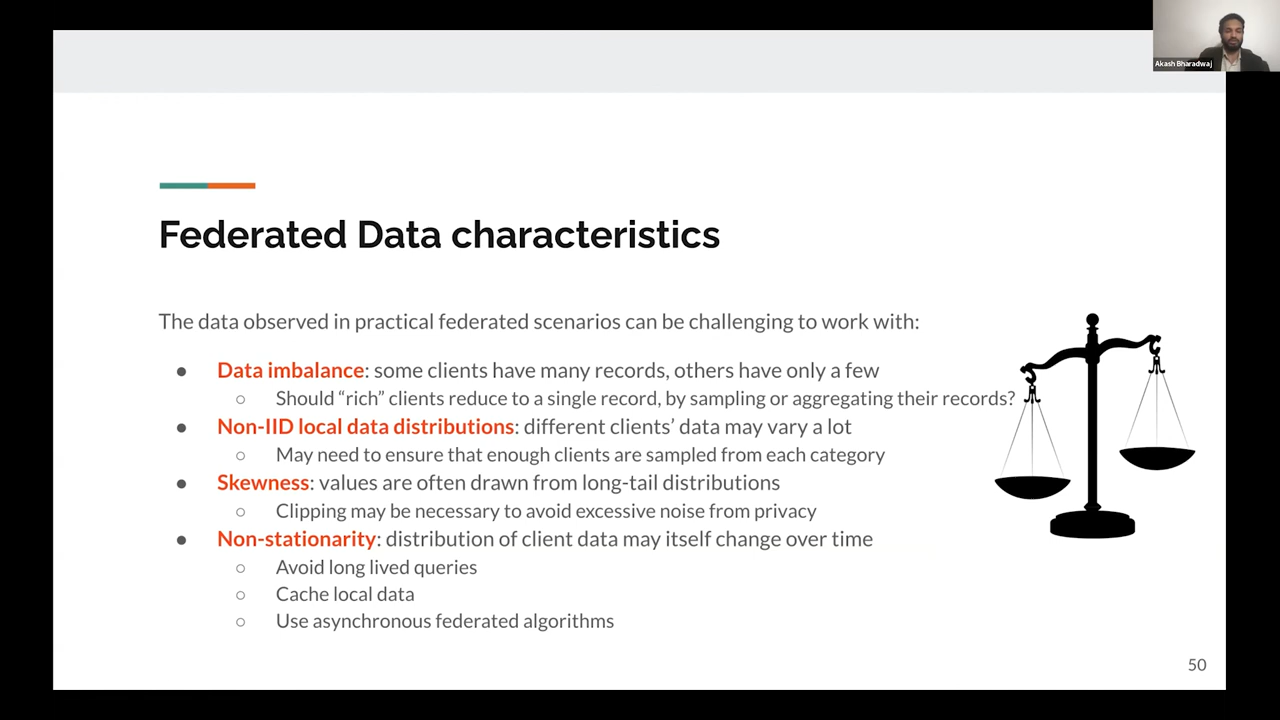 Akash Bharadwaj
Federated Data characteristics
The data observed in practical federated scenarios can be challenging to work with:
● Data imbalance: some clients have many records, others have only a few
○ Should “rich” clients reduce to a single record, by sampling or aggregating their records?
● Non-IID local data distributions: different clients’ data may vary a lot
○ May need to ensure that enough clients are sampled from each category
● Skewness: values are often drawn from long-tail distributions
○ Clipping may be necessary to avoid excessive noise from privacy
● Non-stationarity: distribution of client data may itself change over time
○ Avoid long lived queries
○ Cache local data
○ Use asynchronous federated algorithms
50